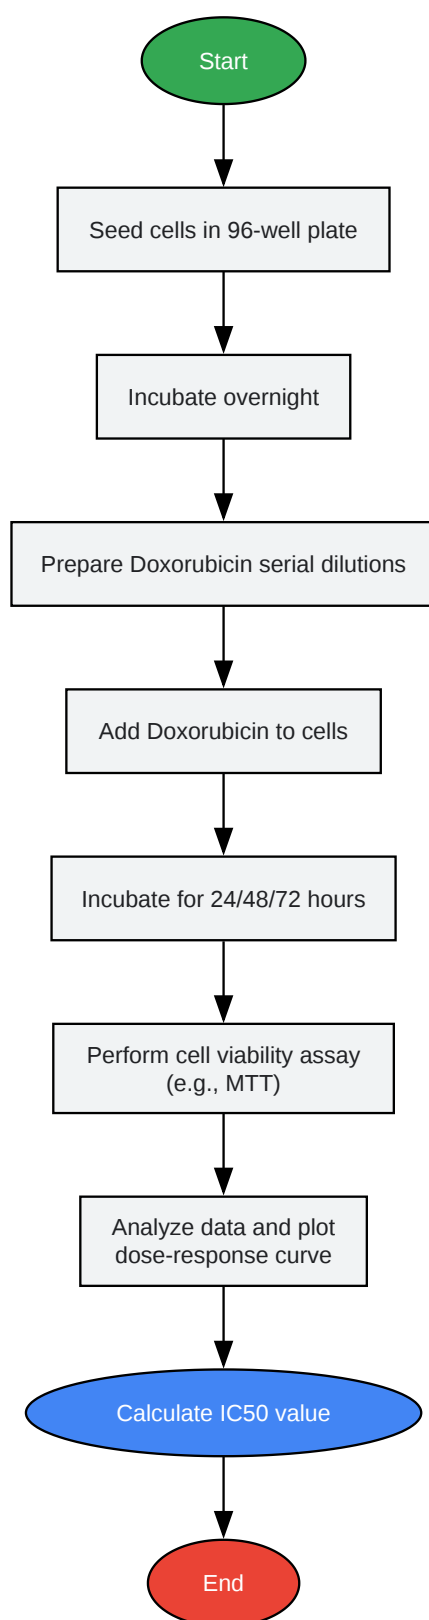 Start
Seed cells in 96-well plate
Incubate overnight
Prepare Doxorubicin serial dilutions
Add Doxorubicin to cells
Incubate for 24/48/72 hours
Perform cell viability assay
(e.g., MTT)
Analyze data and plot
dose-response curve
Calculate IC50 value
End